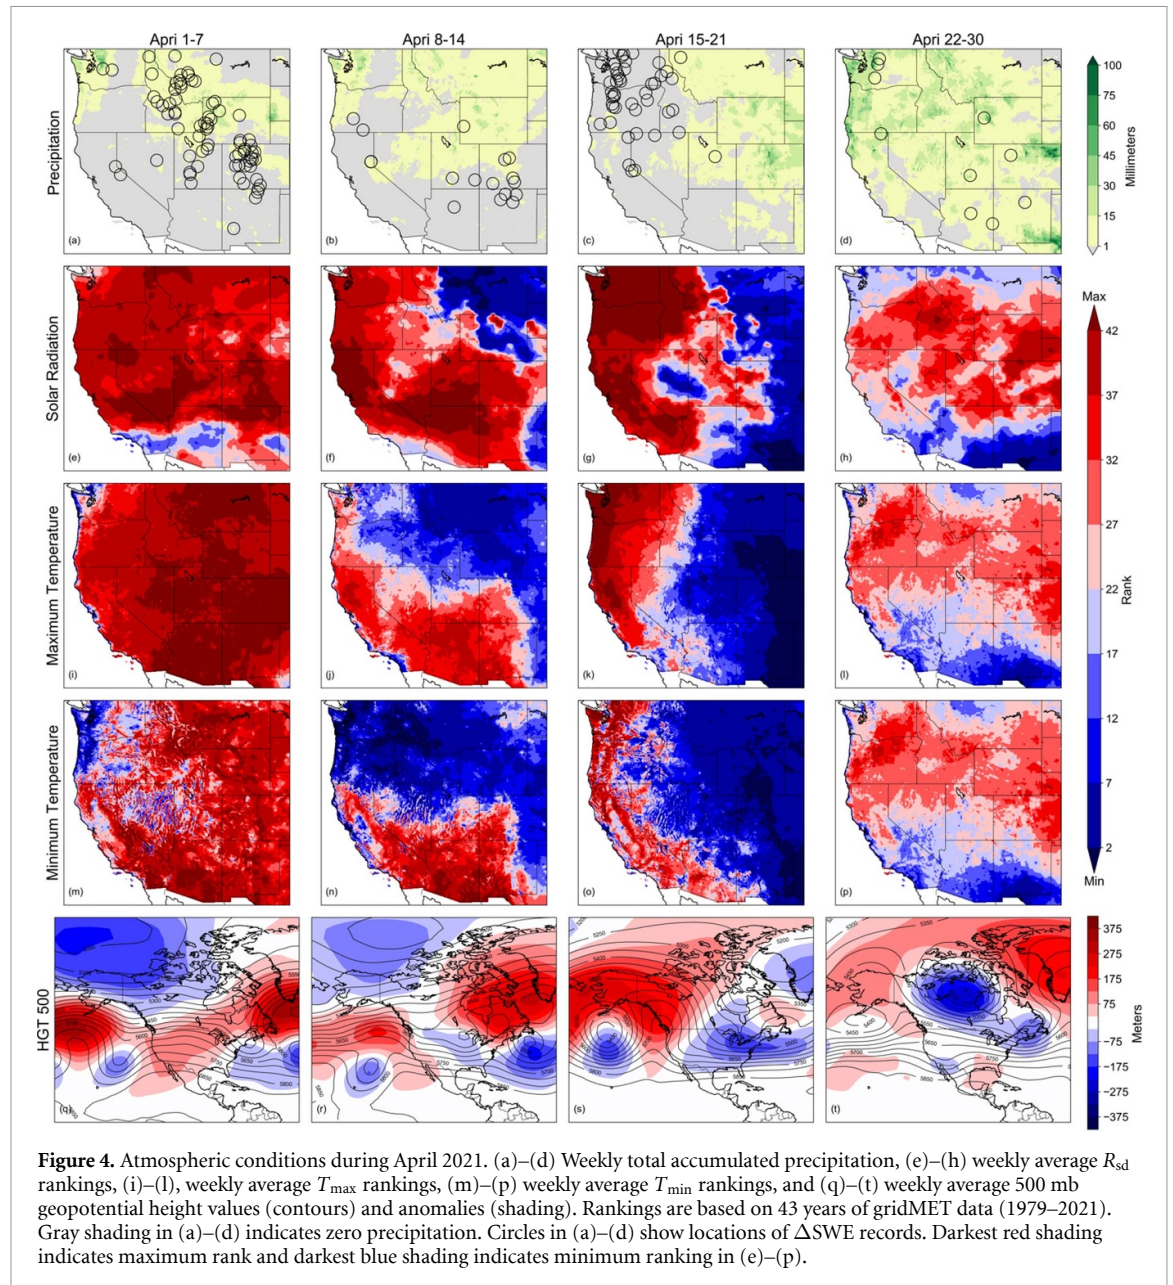 Apri 1-7
Apri 8-14
Apri 15-21
Apri 22-30
Precipitation
(a)
(b)
(c)
(d)
100
75
60
45
30
15
1
Millimeters
Solar Radiation
(e)
(f)
(g)
(h)
Maximum Temperature
(i)
(j)
(k)
(l)
Minimum Temperature
(m)
(n)
(o)
(p)
Max
42
37
32
27
22
17
12
7
2
Min
Rank
HGT 500
(q)
(r)
(s)
(t)
375
275
175
75
−75
−175
−275
−375
Meters
Figure 4. Atmospheric conditions during April 2021. (a)–(d) Weekly total accumulated precipitation, (e)–(h) weekly average Rsd
rankings, (i)–(l), weekly average Tmax rankings, (m)–(p) weekly average Tmin rankings, and (q)–(t) weekly average 500 mb
geopotential height values (contours) and anomalies (shading). Rankings are based on 43 years of gridMET data (1979–2021).
Gray shading in (a)–(d) indicates zero precipitation. Circles in (a)–(d) show locations of ΔSWE records. Darkest red shading
indicates maximum rank and darkest blue shading indicates minimum ranking in (e)–(p).